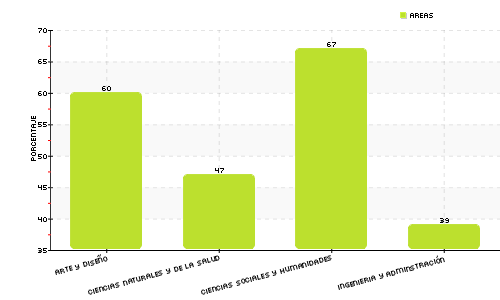 AREAS
70
65
60
55
50
45
40
35
PORCENTAJE
60
47
67
39
ARTE Y DISEÑO
CIENCIAS NATURALES Y DE LA SALUD
CIENCIAS SOCIALES Y HUMANIDADES
INGENIERIA Y ADMINSTRACIÓN